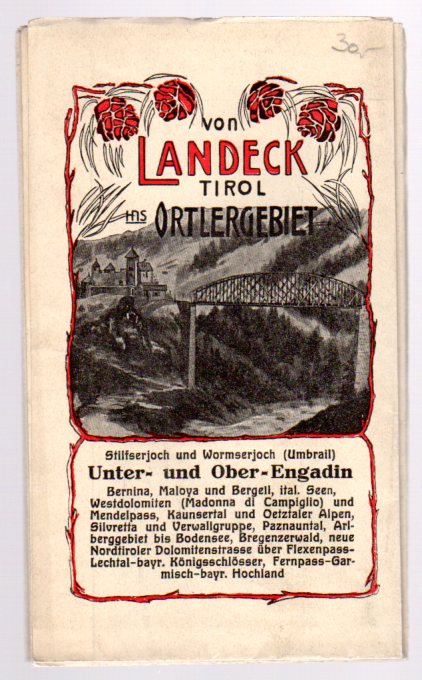 30,-
von
LANDECK
TIROL
ins ORTLERGEBIET
Stilfserjoch und Wormserjoch (Umbrail)
Unter- und Ober-Engadin
Bernina, Maloya und Bergell, ital. Seen,
Westdolomiten (Madonna di Campiglio) und
Mendelpass, Kaunsertal und Oetztaler Alpen,
Silvretta und Verwallgruppe, Paznauntal, Arl-
berggebiet bis Bodensee, Bregenzerwald, neue
Nordtiroler Dolomitenstrasse über Flexenpass-
Lechtal-bayr. Königsschlösser, Fernpass-Gar-
misch-bayr. Hochland